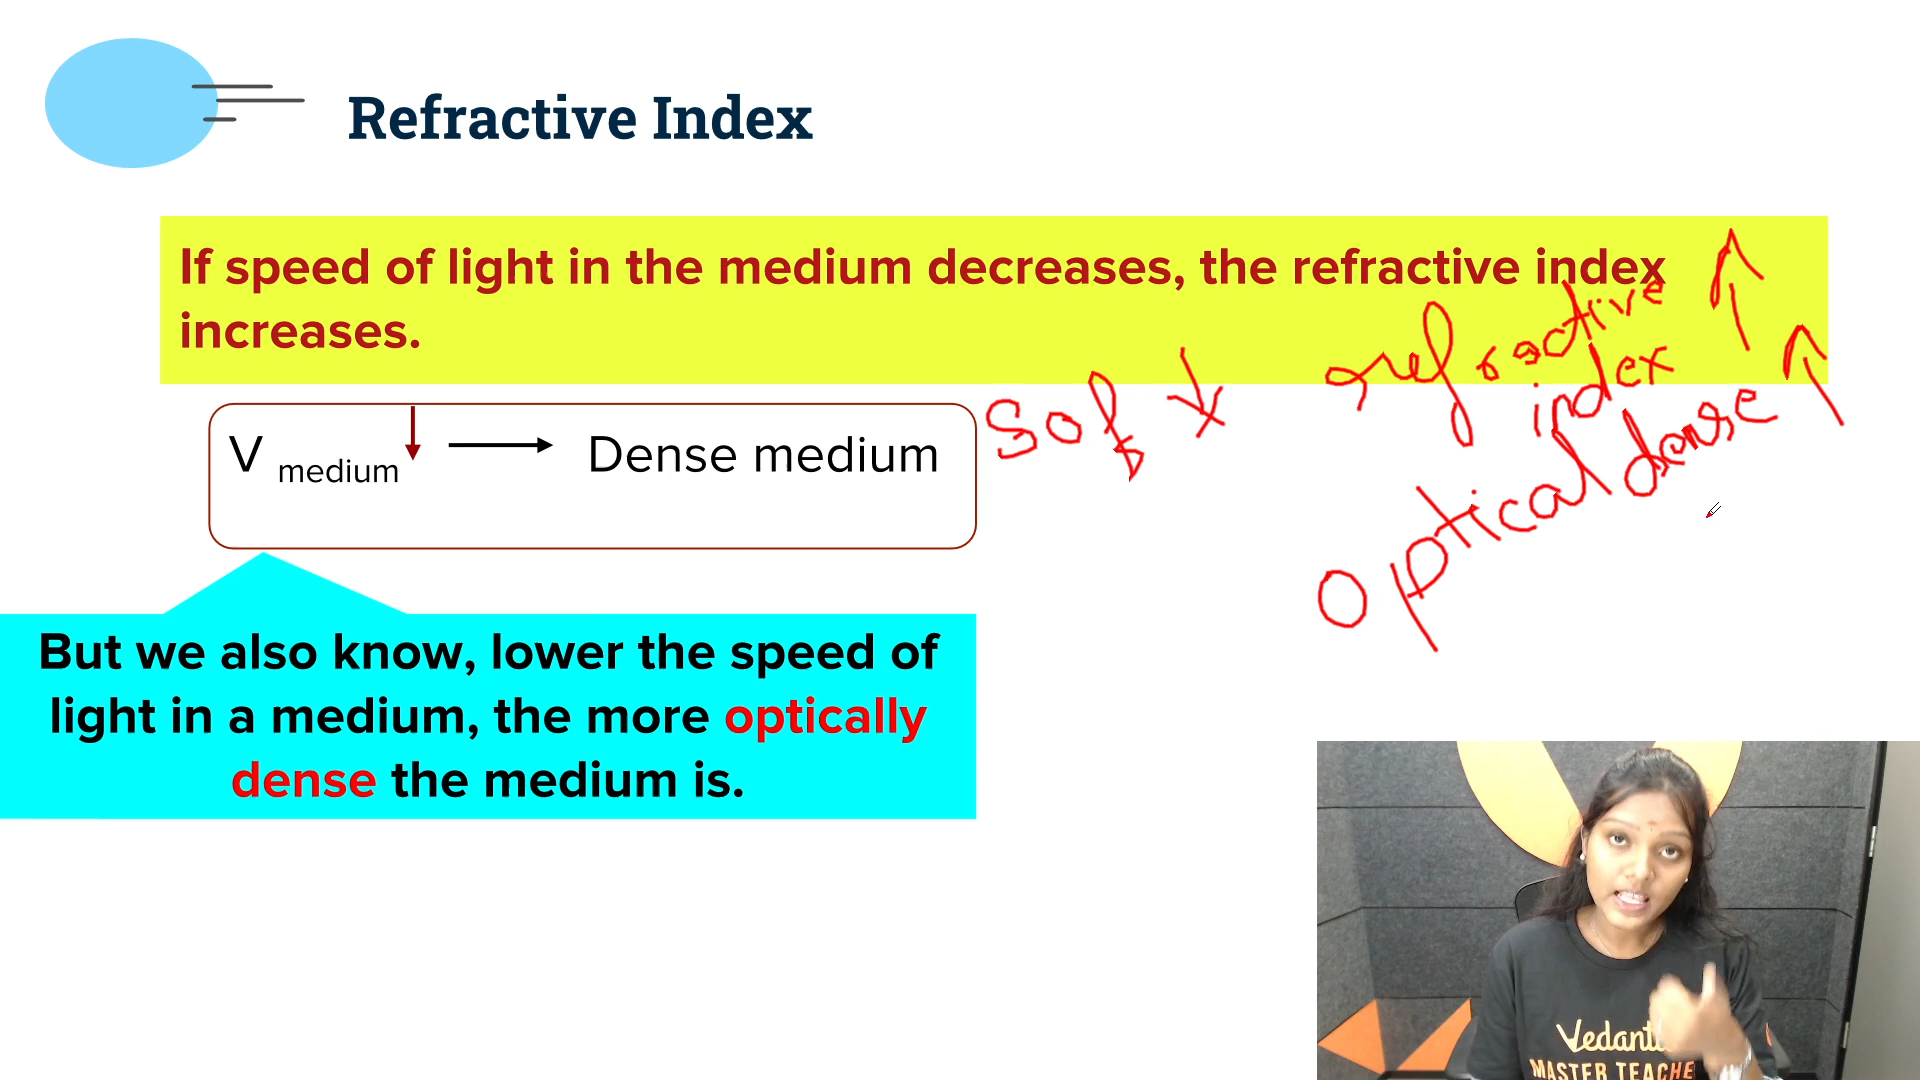 Refractive Index
If speed of light in the medium decreases, the refractive index
increases.
V medium → Dense medium
S of ↓ refractive ↑
index
Optical dense ↑
But we also know, lower the speed of
light in a medium, the more optically
dense the medium is.
MASTER TEACHE